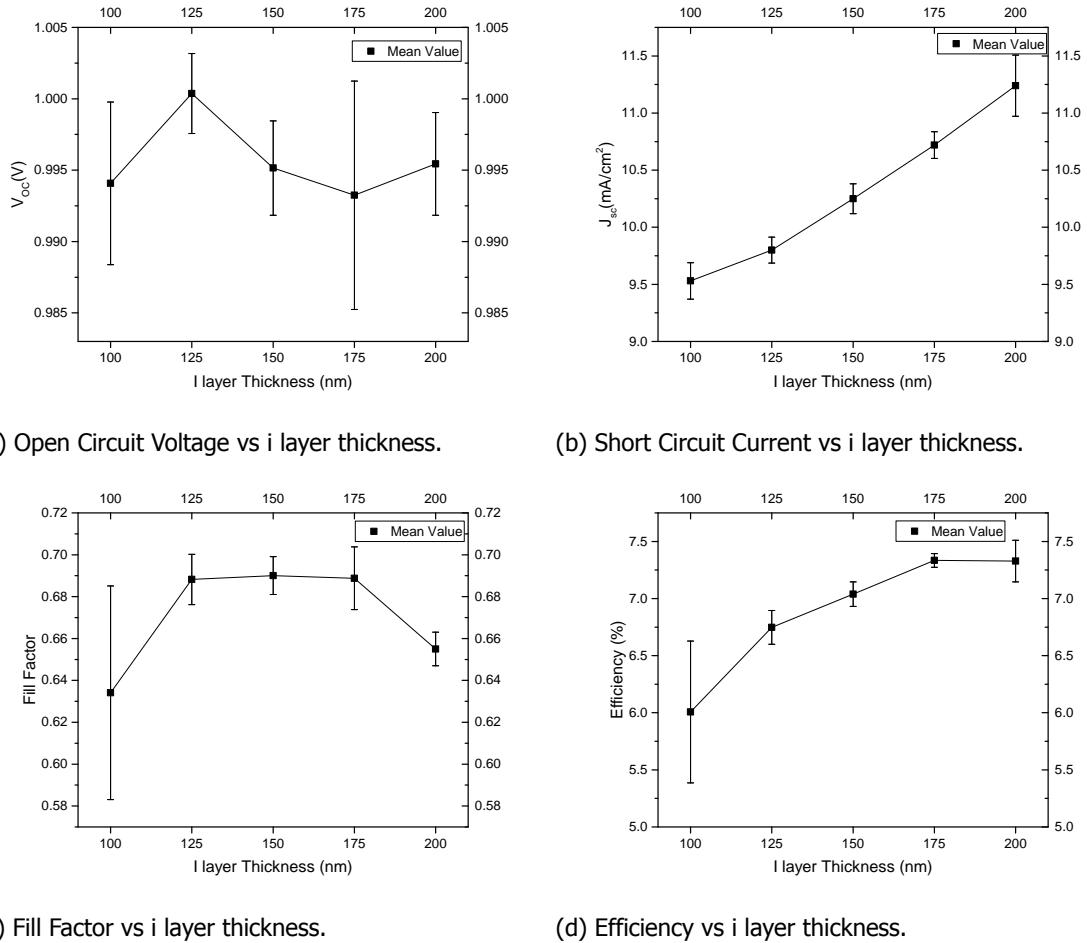 100 125 150 175 200
100 125 150 175 200
1.005
1.000
0.995
0.990
0.985
V_OC(V)
Mean Value
1.005
1.000
0.995
0.990
0.985
11.5
11.0
10.5
10.0
9.5
9.0
J_sc(mA/cm²)
Mean Value
11.5
11.0
10.5
10.0
9.5
9.0
100 125 150 175 200
I layer Thickness (nm)
100 125 150 175 200
I layer Thickness (nm)
) Open Circuit Voltage vs i layer thickness.
(b) Short Circuit Current vs i layer thickness.
100 125 150 175 200
100 125 150 175 200
0.72
0.70
0.68
0.66
0.64
0.62
0.60
0.58
Fill Factor
Mean Value
0.72
0.70
0.68
0.66
0.64
0.62
0.60
0.58
7.5
7.0
6.5
6.0
5.5
5.0
Efficiency (%)
Mean Value
7.5
7.0
6.5
6.0
5.5
5.0
100 125 150 175 200
I layer Thickness (nm)
100 125 150 175 200
I layer Thickness (nm)
) Fill Factor vs i layer thickness.
(d) Efficiency vs i layer thickness.